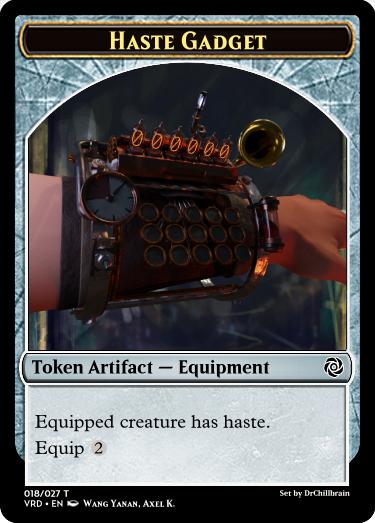 Haste Gadget
Token Artifact — Equipment
Equipped creature has haste.
Equip 2
018/027 T
Set by DrChillbrain
VRD • EN Wang Yanan, Axel K.